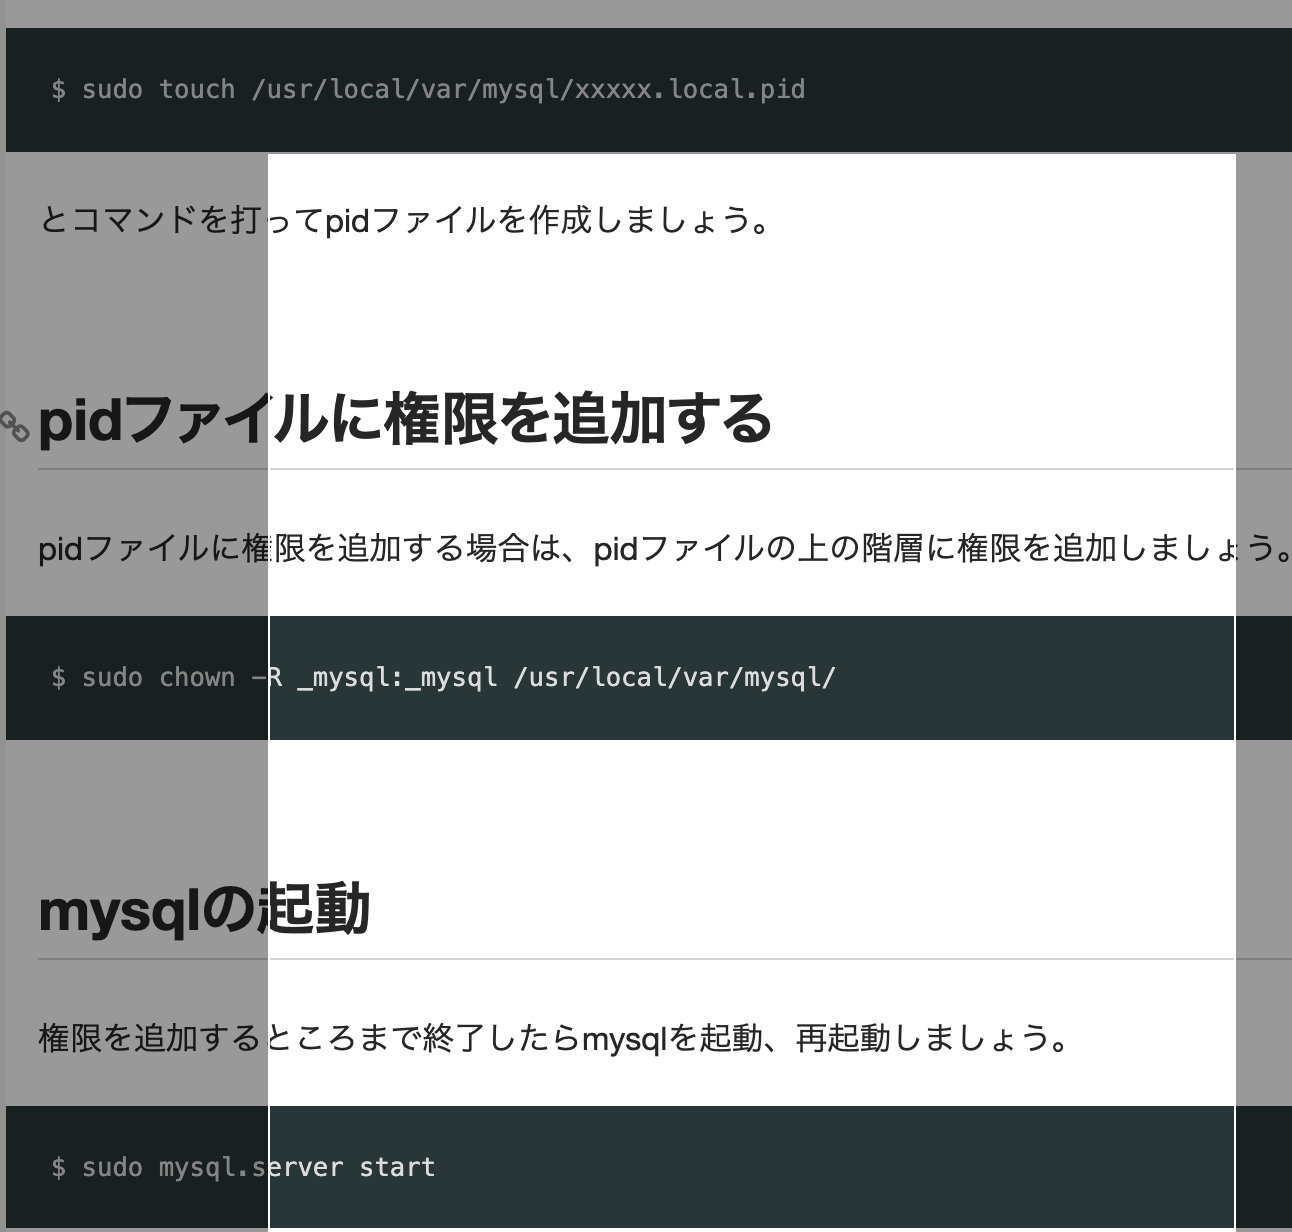 $ sudo touch /usr/local/var/mysql/xxxxx.local.pid
とコマンドを打ってpidファイルを作成しましょう。
pidファイルに権限を追加する
pidファイルに権限を追加する場合は、pidファイルの上の階層に権限を追加しましょう。
$ sudo chown -R _mysql:_mysql /usr/local/var/mysql/
mysqlの起動
権限を追加するところまで終了したらmysqlを起動、再起動しましょう。
$ sudo mysql.server start